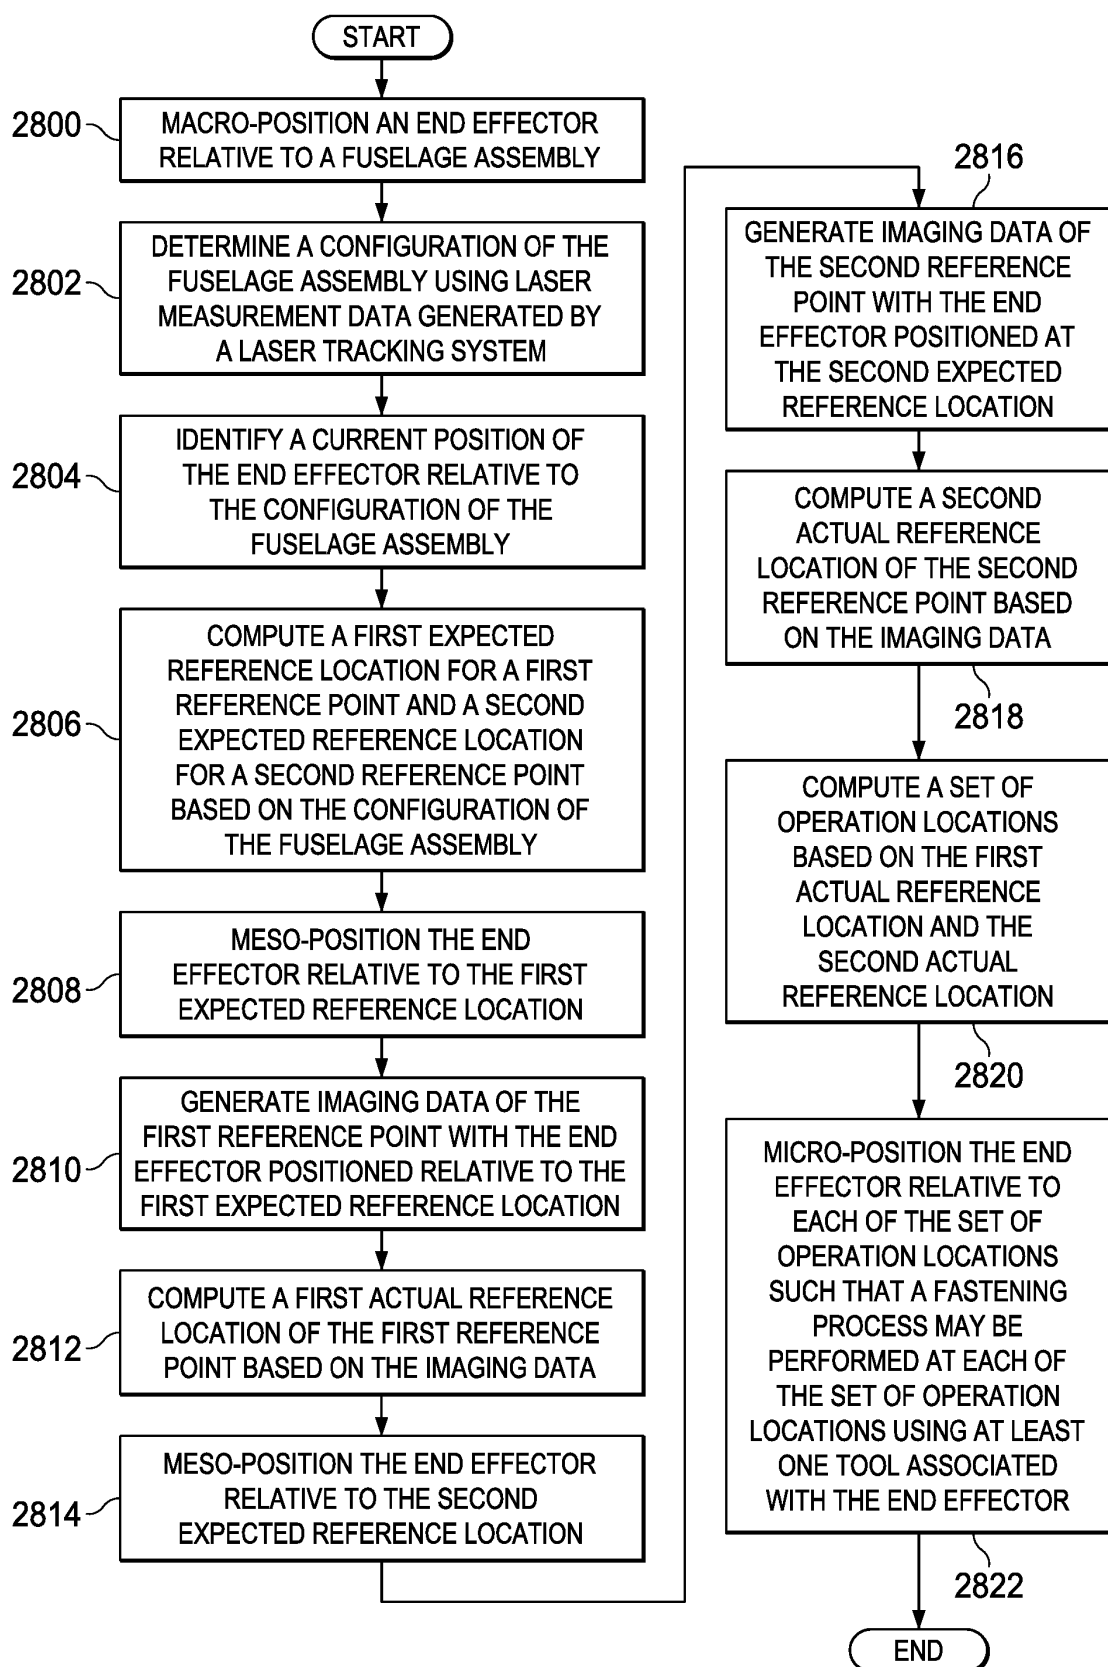 START
2800
MACRO-POSITION AN END EFFECTOR
RELATIVE TO A FUSELAGE ASSEMBLY
2802
DETERMINE A CONFIGURATION OF THE
FUSELAGE ASSEMBLY USING LASER
MEASUREMENT DATA GENERATED BY
A LASER TRACKING SYSTEM
2804
IDENTIFY A CURRENT POSITION OF
THE END EFFECTOR RELATIVE TO
THE CONFIGURATION OF THE
FUSELAGE ASSEMBLY
2806
COMPUTE A FIRST EXPECTED
REFERENCE LOCATION FOR A FIRST
REFERENCE POINT AND A SECOND
EXPECTED REFERENCE LOCATION
FOR A SECOND REFERENCE POINT
BASED ON THE CONFIGURATION OF
THE FUSELAGE ASSEMBLY
2808
MESO-POSITION THE END
EFFECTOR RELATIVE TO THE FIRST
EXPECTED REFERENCE LOCATION
2810
GENERATE IMAGING DATA OF THE
FIRST REFERENCE POINT WITH THE END
EFFECTOR POSITIONED RELATIVE TO THE
FIRST EXPECTED REFERENCE LOCATION
2812
COMPUTE A FIRST ACTUAL REFERENCE
LOCATION OF THE FIRST REFERENCE
POINT BASED ON THE IMAGING DATA
2814
MESO-POSITION THE END EFFECTOR
RELATIVE TO THE SECOND
EXPECTED REFERENCE LOCATION
2816
GENERATE IMAGING DATA OF
THE SECOND REFERENCE
POINT WITH THE END
EFFECTOR POSITIONED AT
THE SECOND EXPECTED
REFERENCE LOCATION
COMPUTE A SECOND
ACTUAL REFERENCE
LOCATION OF THE SECOND
REFERENCE POINT BASED
ON THE IMAGING DATA
2818
COMPUTE A SET OF
OPERATION LOCATIONS
BASED ON THE FIRST
ACTUAL REFERENCE
LOCATION AND THE
SECOND ACTUAL
REFERENCE LOCATION
2820
MICRO-POSITION THE END
EFFECTOR RELATIVE TO
EACH OF THE SET OF
OPERATION LOCATIONS
SUCH THAT A FASTENING
PROCESS MAY BE
PERFORMED AT EACH OF
THE SET OF OPERATION
LOCATIONS USING AT LEAST
ONE TOOL ASSOCIATED
WITH THE END EFFECTOR
2822
END